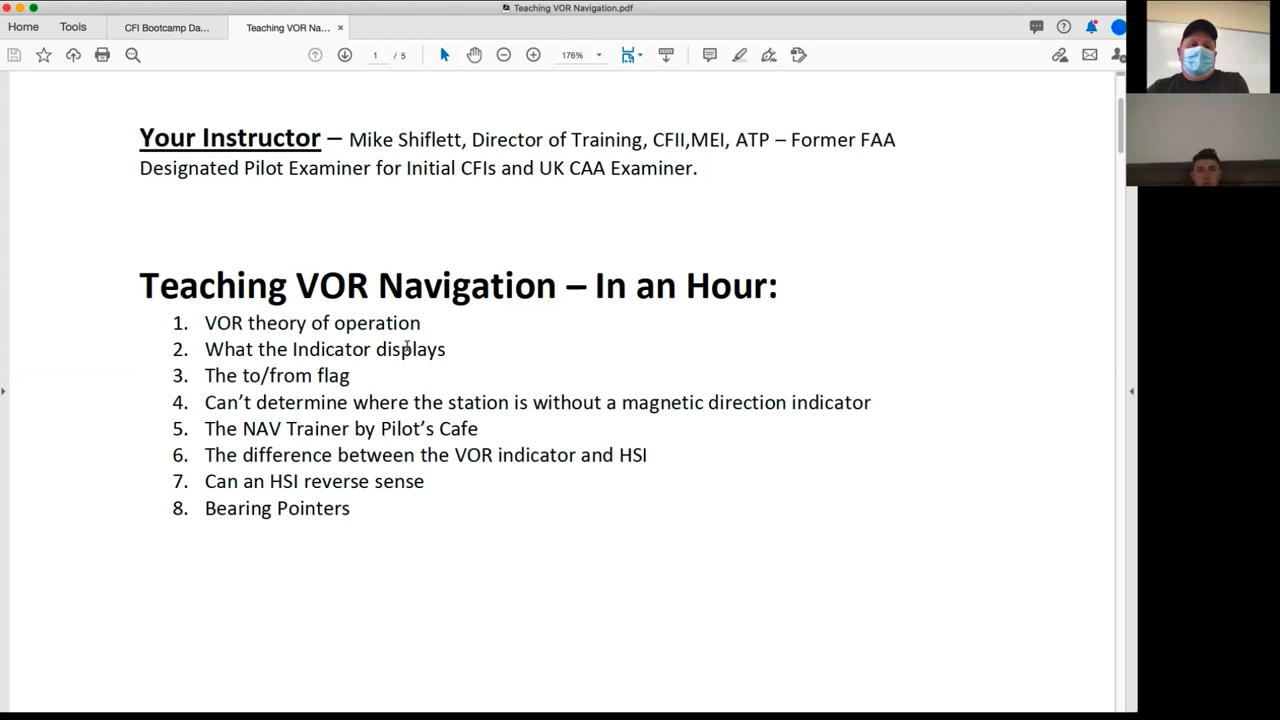 Teaching VOR Navigation.pdf
Home Tools CFI Bootcamp Da... Teaching VOR Na... ×
1 / 5 176%
Your Instructor – Mike Shiflett, Director of Training, CFII,MEI, ATP – Former FAA
Designated Pilot Examiner for Initial CFIs and UK CAA Examiner.
Teaching VOR Navigation – In an Hour:
1. VOR theory of operation
2. What the Indicator displays
3. The to/from flag
4. Can't determine where the station is without a magnetic direction indicator
5. The NAV Trainer by Pilot's Cafe
6. The difference between the VOR indicator and HSI
7. Can an HSI reverse sense
8. Bearing Pointers